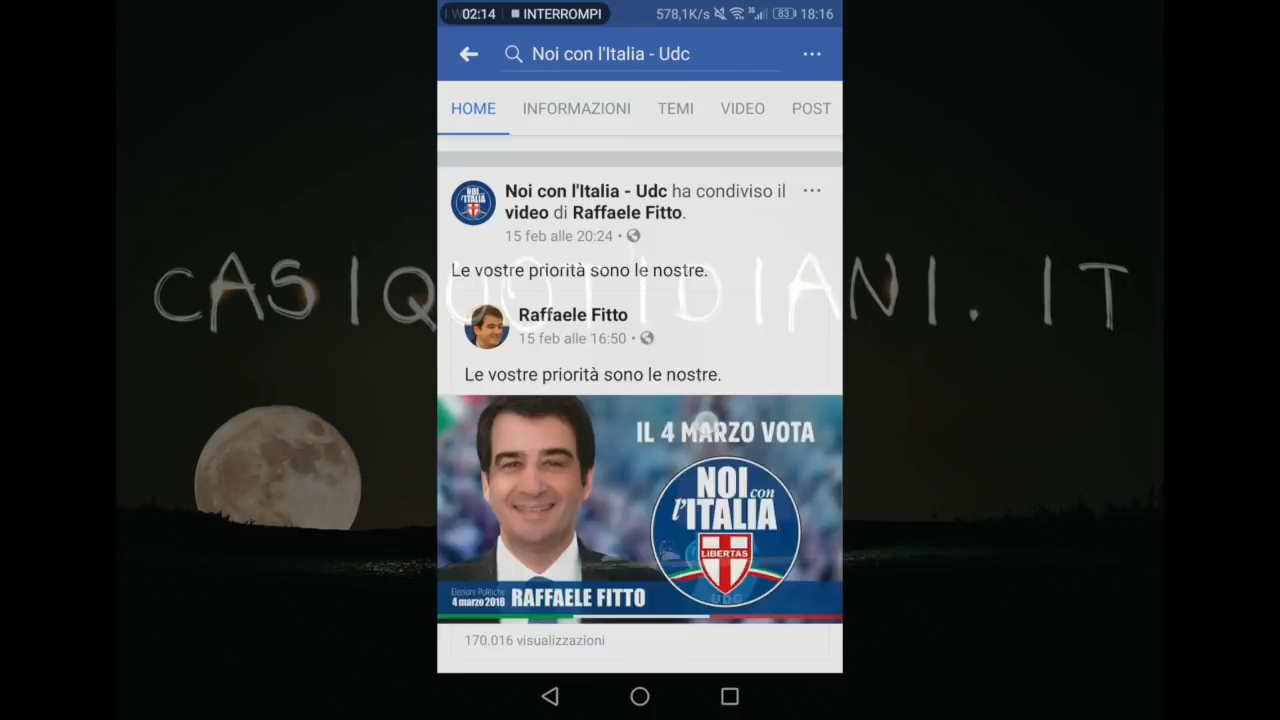 02:14 INTERROMPI 578,1K/s 3G 83 18:16
Noi con l'Italia - Udc
HOME INFORMAZIONI TEMI VIDEO POST
Noi con l'Italia - Udc ha condiviso il
video di Raffaele Fitto.
15 feb alle 20:24
Le vostre priorità sono le nostre.
CASIQUOTIDIANI.IT
Raffaele Fitto
15 feb alle 16:50
Le vostre priorità sono le nostre.
IL 4 MARZO VOTA
NOI con
l'ITALIA
LIBERTAS
UDC
Elezioni Politiche
4 marzo 2018 RAFFAELE FITTO
170.016 visualizzazioni